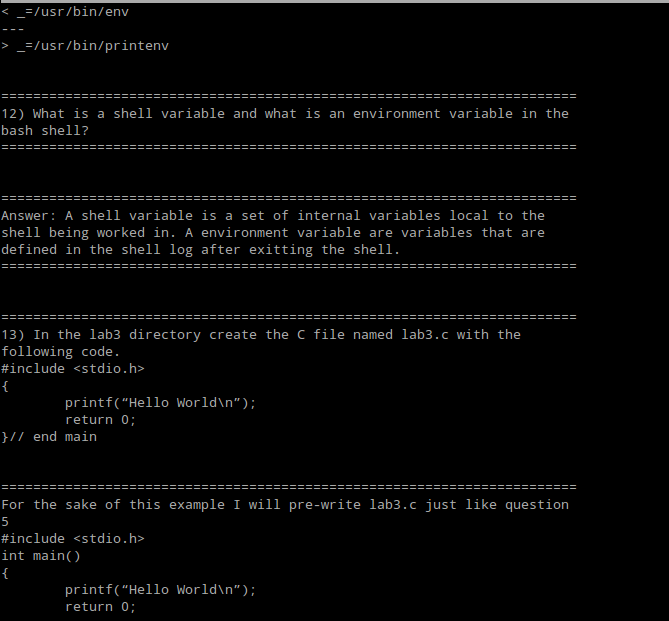 < _=/usr/bin/env
---
> _=/usr/bin/printenv
========================================================================
12) What is a shell variable and what is an environment variable in the
bash shell?
========================================================================
========================================================================
Answer: A shell variable is a set of internal variables local to the
shell being worked in. A environment variable are variables that are
defined in the shell log after exitting the shell.
========================================================================
========================================================================
13) In the lab3 directory create the C file named lab3.c with the
following code.
#include <stdio.h>
{
        printf(“Hello World\n”);
        return 0;
}// end main
========================================================================
For the sake of this example I will pre-write lab3.c just like question
5
#include <stdio.h>
int main()
{
        printf(“Hello World\n”);
        return 0;